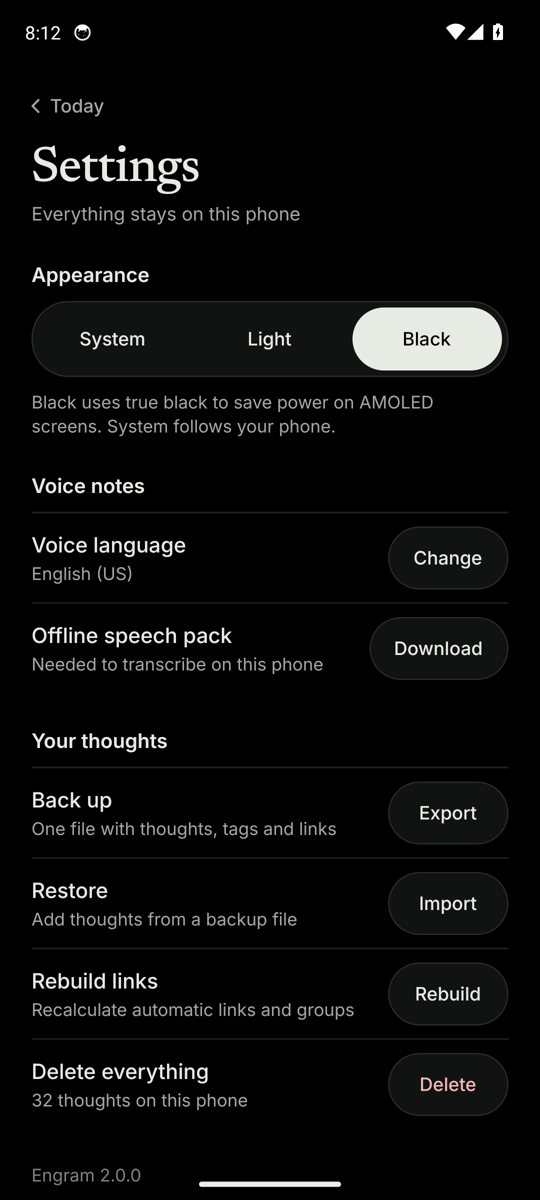 8:12
Today
Settings
Everything stays on this phone
Appearance
System Light Black
Black uses true black to save power on AMOLED
screens. System follows your phone.
Voice notes
Voice language
English (US)
Change
Offline speech pack
Needed to transcribe on this phone
Download
Your thoughts
Back up
One file with thoughts, tags and links
Export
Restore
Add thoughts from a backup file
Import
Rebuild links
Recalculate automatic links and groups
Rebuild
Delete everything
32 thoughts on this phone
Delete
Engram 2.0.0